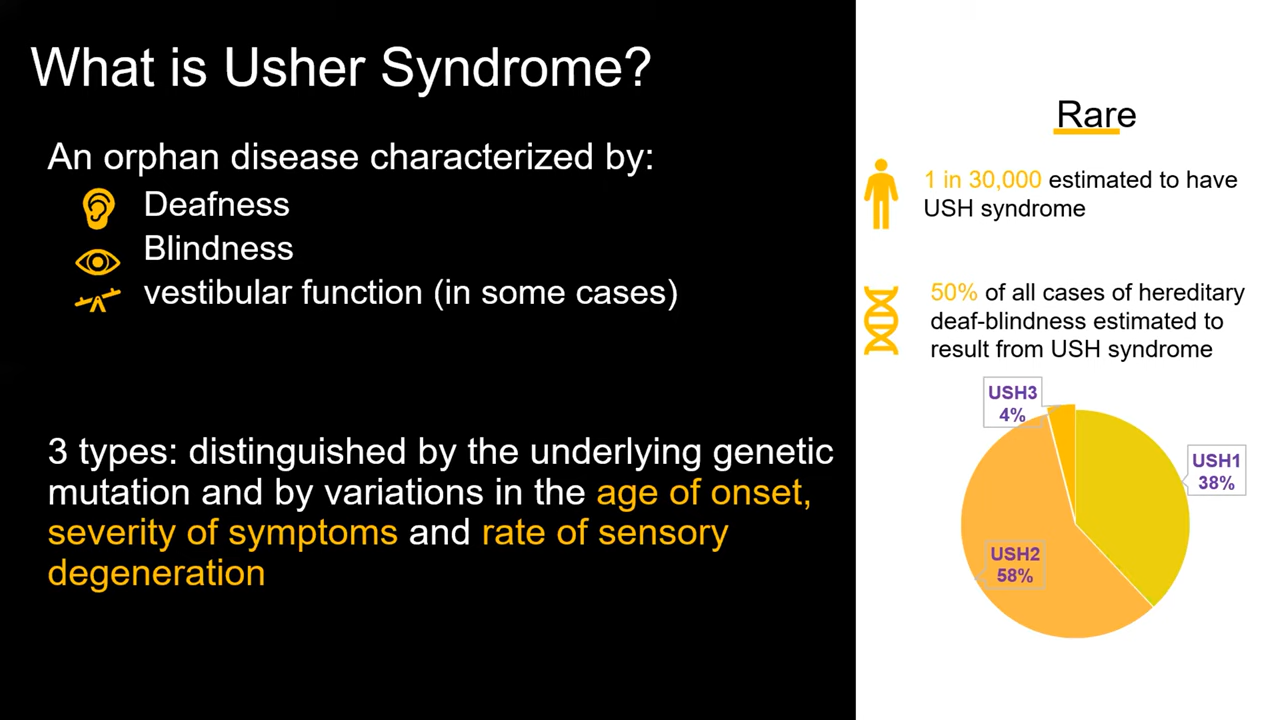 What is Usher Syndrome?
An orphan disease characterized by:
Deafness
Blindness
vestibular function (in some cases)
3 types: distinguished by the underlying genetic
mutation and by variations in the age of onset,
severity of symptoms and rate of sensory
degeneration
Rare
1 in 30,000 estimated to have
USH syndrome
50% of all cases of hereditary
deaf-blindness estimated to
result from USH syndrome
USH3
4%
USH1
38%
USH2
58%